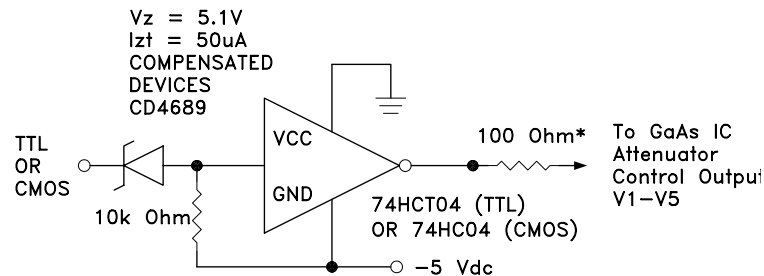 Vz = 5.1V
Izt = 50uA
COMPENSATED
DEVICES
CD4689
TTL
OR
CMOS
10k Ohm
VCC
GND
100 Ohm*
To GaAs IC
Attenuator
Control Output
V1-V5
74HCT04 (TTL)
OR 74HC04 (CMOS)
-5 Vdc